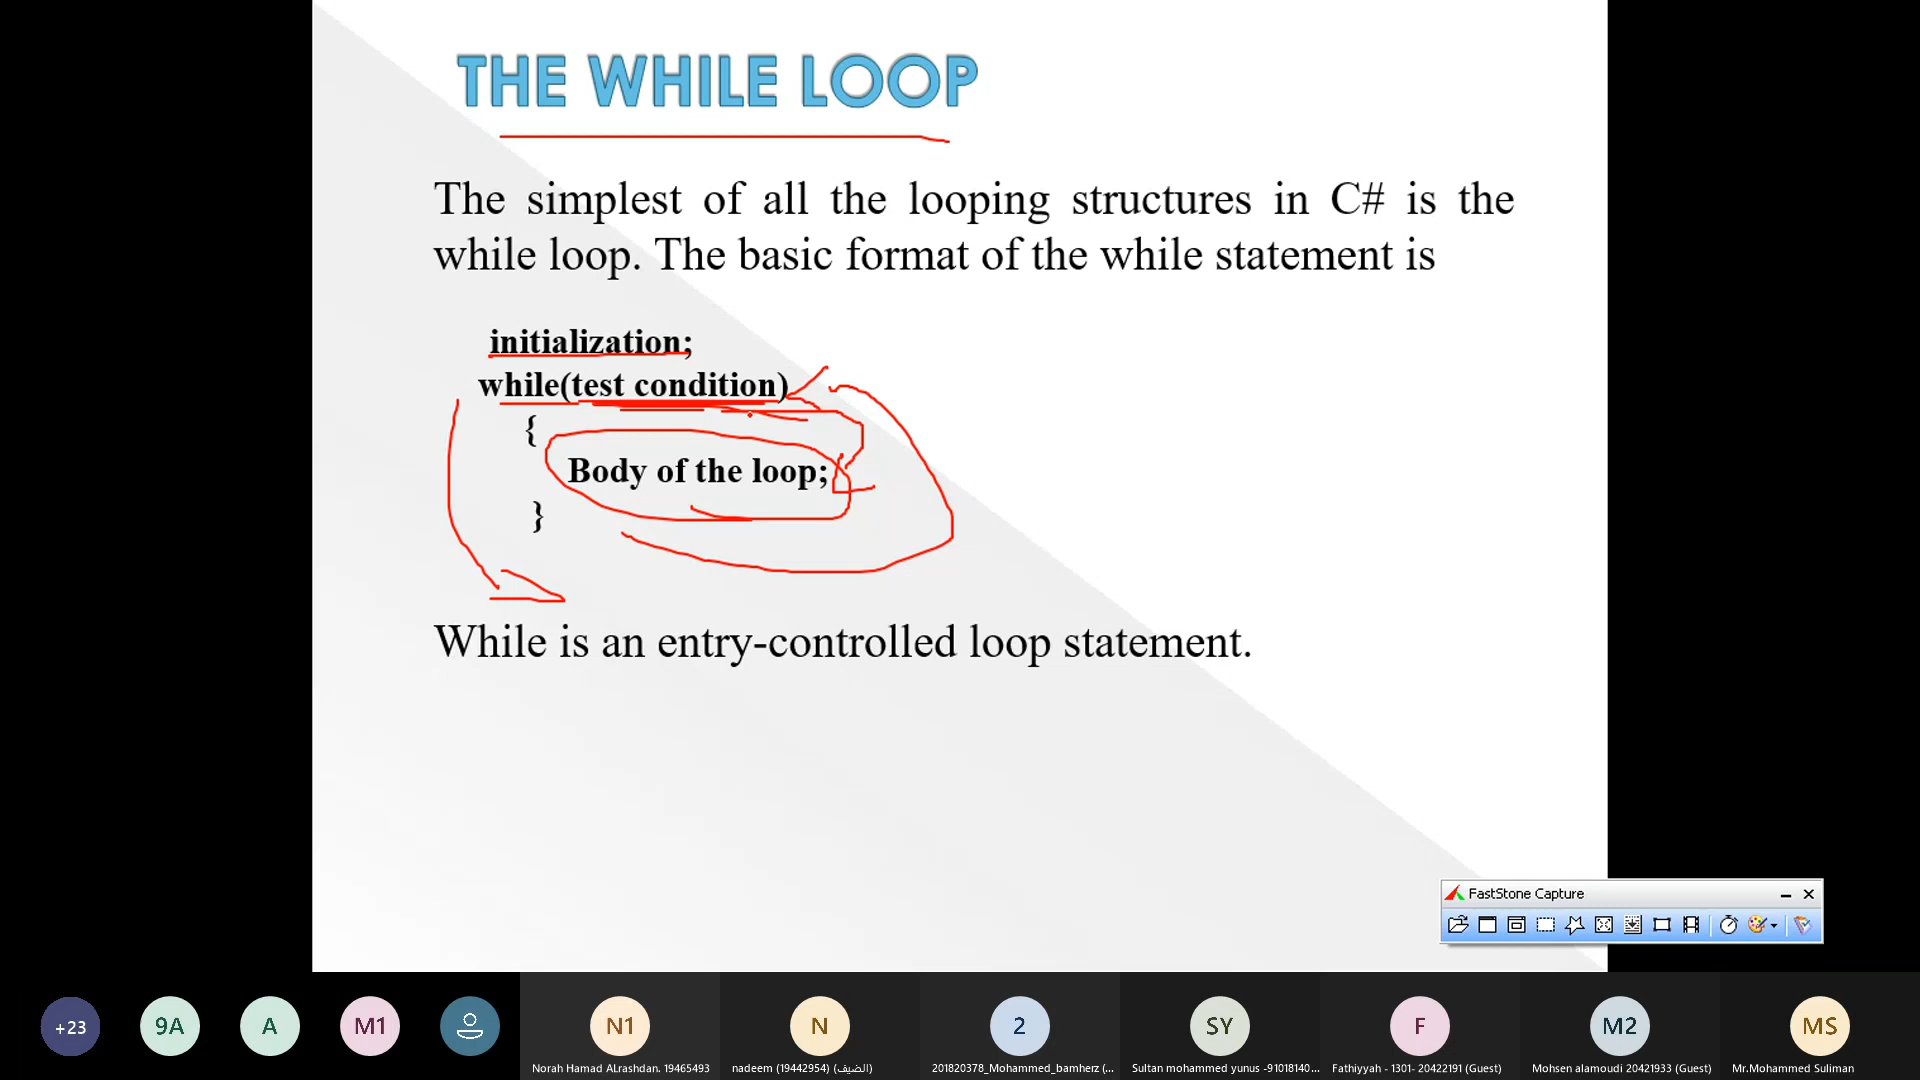 THE WHILE LOOP
The simplest of all the looping structures in C# is the
while loop. The basic format of the while statement is
initialization;
while(test condition)
{
Body of the loop;
}
While is an entry-controlled loop statement.
FastStone Capture
+23
9A
A
M1
N1
N
2
SY
F
M2
MS
Norah Hamad ALrashdan. 19465493
nadeem (19442954) (الضيف)
201820378_Mohammed_bamherz (...
Sultan mohammed yunus -91018140...
Fathiyyah - 1301- 20422191 (Guest)
Mohsen alamoudi 20421933 (Guest)
Mr.Mohammed Suliman